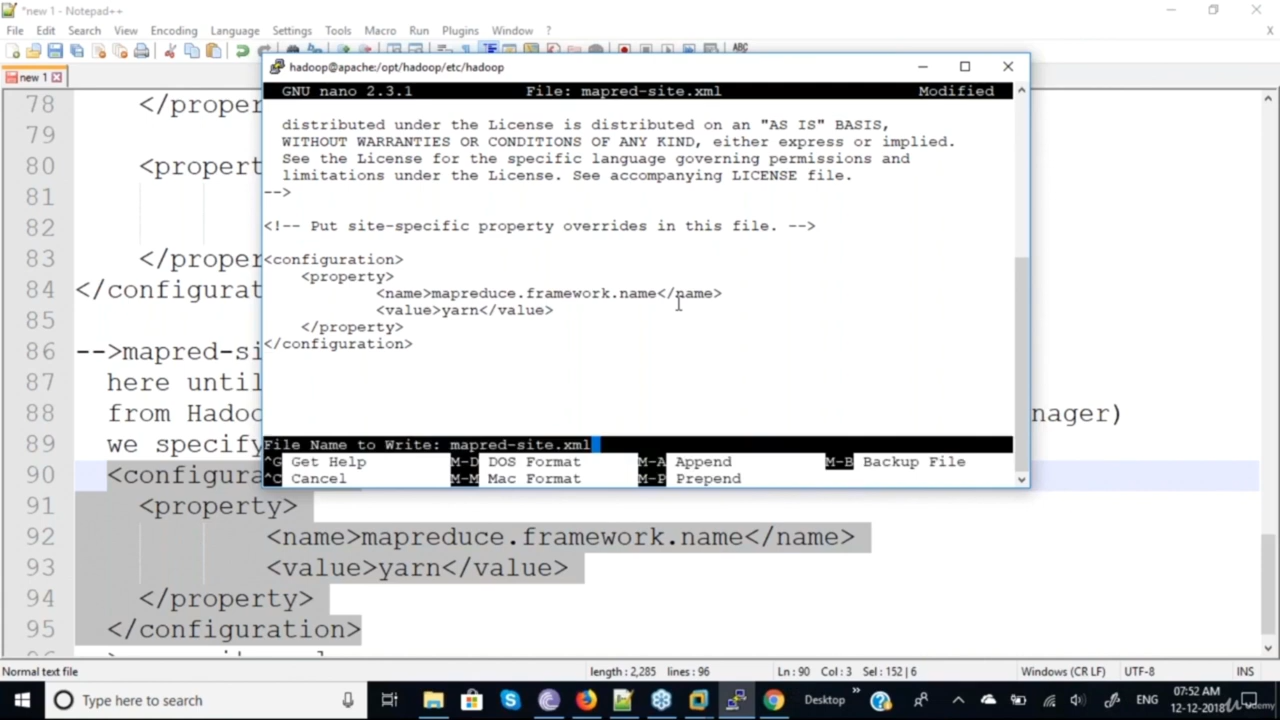 *new 1 - Notepad++
File Edit Search View Encoding Language Settings Tools Macro Run Plugins Window ?
X
ABC
new 1
hadoop@apache:/opt/hadoop/etc/hadoop
GNU nano 2.3.1 File: mapred-site.xml Modified
distributed under the License is distributed on an "AS IS" BASIS,
WITHOUT WARRANTIES OR CONDITIONS OF ANY KIND, either express or implied.
See the License for the specific language governing permissions and
limitations under the License. See accompanying LICENSE file.
-->
<!-- Put site-specific property overrides in this file. -->
<configuration>
<property>
<name>mapreduce.framework.name</name>
<value>yarn</value>
</property>
</configuration>
File Name to Write: mapred-site.xml
^G Get Help M-D DOS Format M-A Append M-B Backup File
^C Cancel M-M Mac Format M-P Prepend
78 </proper
79
80 <propert
81
82
83 </proper
84 </configurat
85
86 -->mapred-si
87 here until
88 from Hadoo nager)
89 we specify
90 <configura
91 <property>
92 <name>mapreduce.framework.name</name>
93 <value>yarn</value>
94 </property>
95 </configuration>
Normal text file length : 2,285 lines : 96 Ln : 90 Col : 3 Sel : 152 | 6 Windows (CR LF) UTF-8 INS
Type here to search
Desktop
ENG
07:52 AM
12-12-2018
Udemy